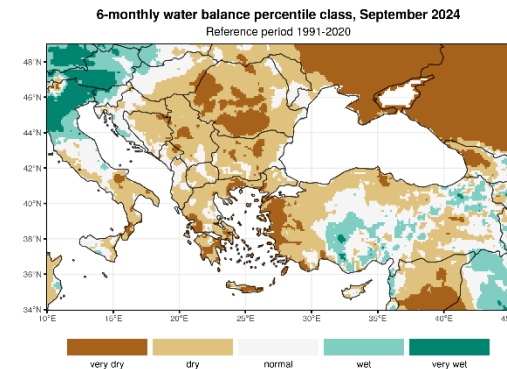 6-monthly water balance percentile class, September 2024
Reference period 1991-2020
48°N
46°N
44°N
42°N
40°N
38°N
36°N
34°N
10°E 15°E 20°E 25°E 30°E 35°E 40°E 45°E
very dry dry normal wet very wet